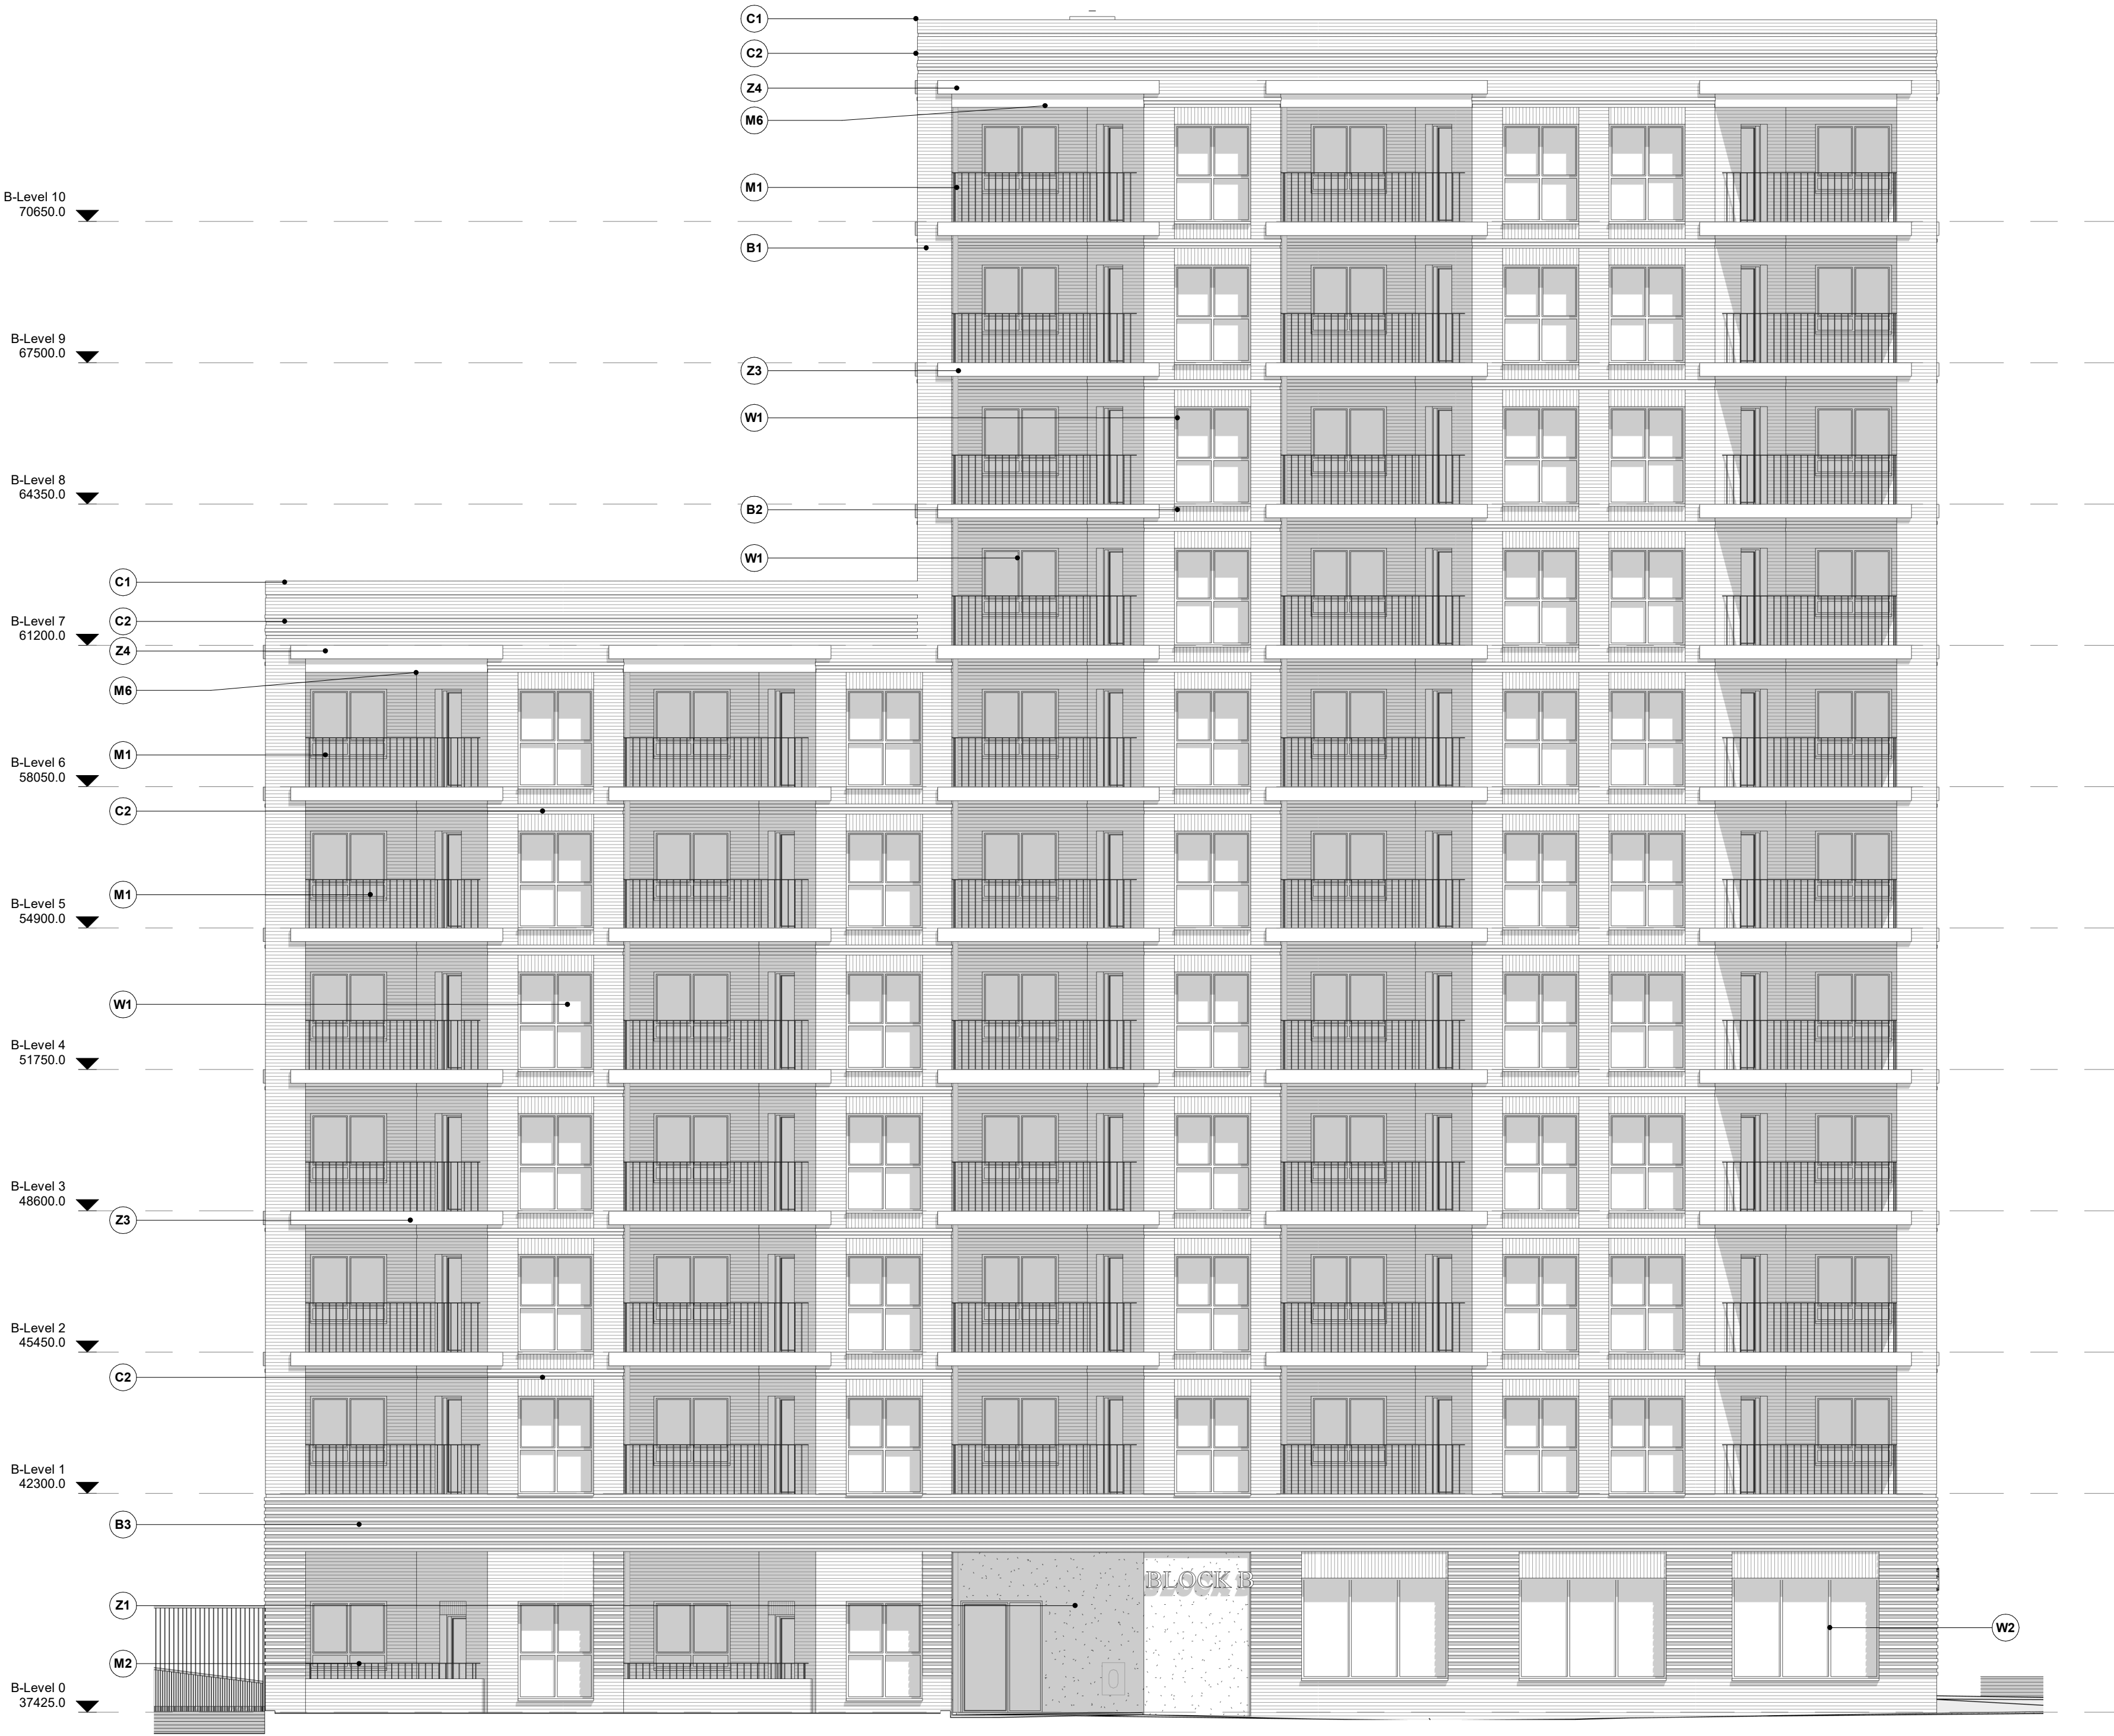 C1
C2
Z4
M6
M1
B-Level 10
70650.0
B1
B-Level 9
67500.0
Z3
W1
B-Level 8
64350.0
B2
W1
C1
C2
B-Level 7
61200.0
Z4
M6
M1
B-Level 6
58050.0
C2
M1
B-Level 5
54900.0
W1
B-Level 4
51750.0
B-Level 3
48600.0
Z3
B-Level 2
45450.0
C2
B-Level 1
42300.0
B3
BLOCK B
Z1
W2
M2
B-Level 0
37425.0